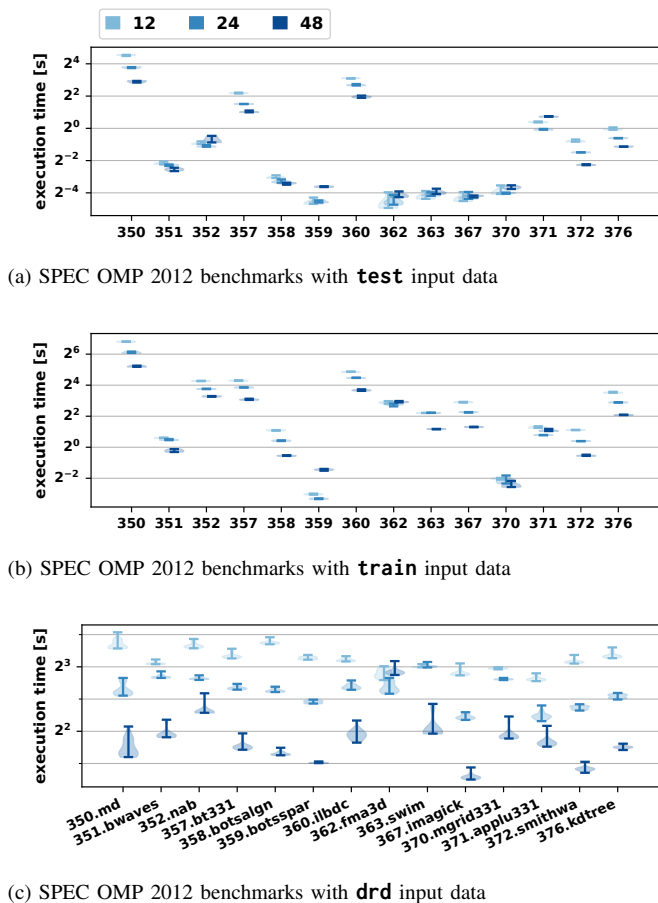 12 24 48
execution time [s]
2^4
2^2
2^0
2^-2
2^-4
350 351 352 357 358 359 360 362 363 367 370 371 372 376
(a) SPEC OMP 2012 benchmarks with test input data
execution time [s]
2^6
2^4
2^2
2^0
2^-2
350 351 352 357 358 359 360 362 363 367 370 371 372 376
(b) SPEC OMP 2012 benchmarks with train input data
execution time [s]
2^3
2^2
350.md 351.bwaves 352.nab 357.bt331 358.botsalgn 359.botsspar 360.ilbdc 362.fma3d 363.swim 367.imagick 370.mgrid331 371.applu331 372.smithwa 376.kdtree
(c) SPEC OMP 2012 benchmarks with drd input data